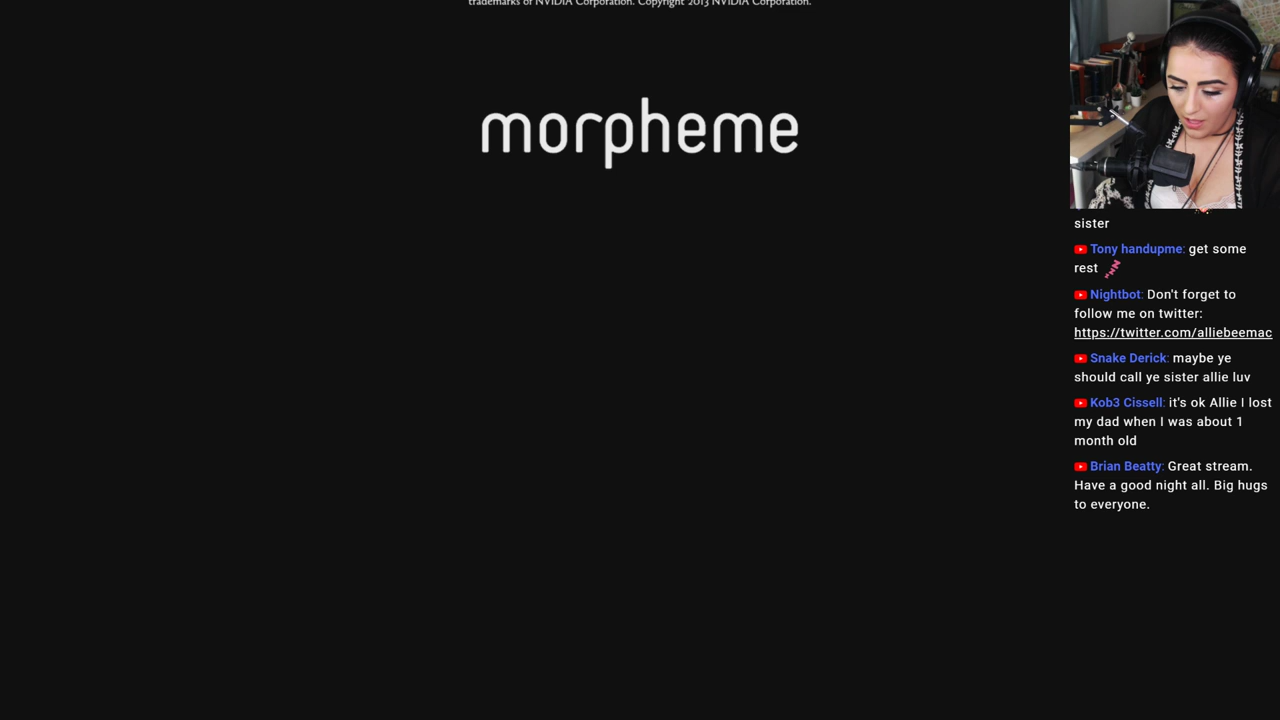 trademarks of NVIDIA Corporation. Copyright 2013 NVIDIA Corporation.
morpheme
sister
Tony handupme: get some
rest
Nightbot: Don't forget to
follow me on twitter:
https://twitter.com/alliebeemac
Snake Derick: maybe ye
should call ye sister allie luv
Kob3 Cissell: it's ok Allie I lost
my dad when I was about 1
month old
Brian Beatty: Great stream.
Have a good night all. Big hugs
to everyone.